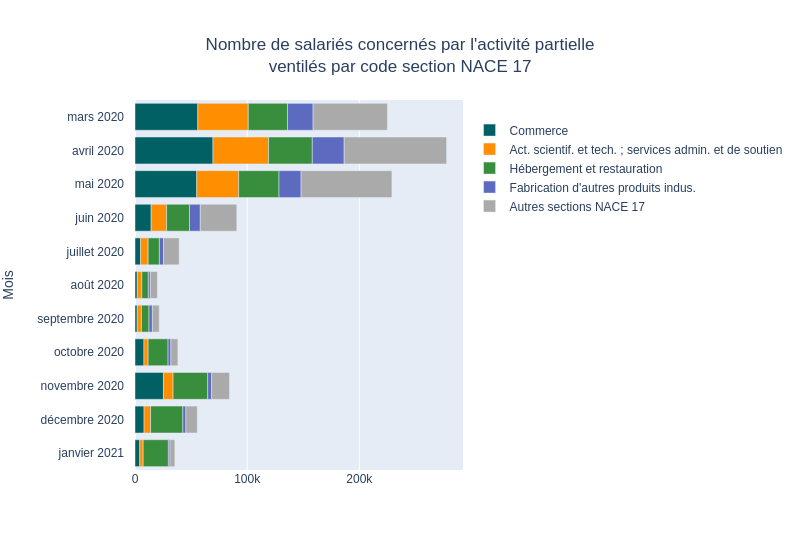 Nombre de salariés concernés par l'activité partielle
ventilés par code section NACE 17
Mois
mars 2020
avril 2020
mai 2020
juin 2020
juillet 2020
août 2020
septembre 2020
octobre 2020
novembre 2020
décembre 2020
janvier 2021
0 100k 200k
Commerce
Act. scientif. et tech. ; services admin. et de soutien
Hébergement et restauration
Fabrication d'autres produits indus.
Autres sections NACE 17